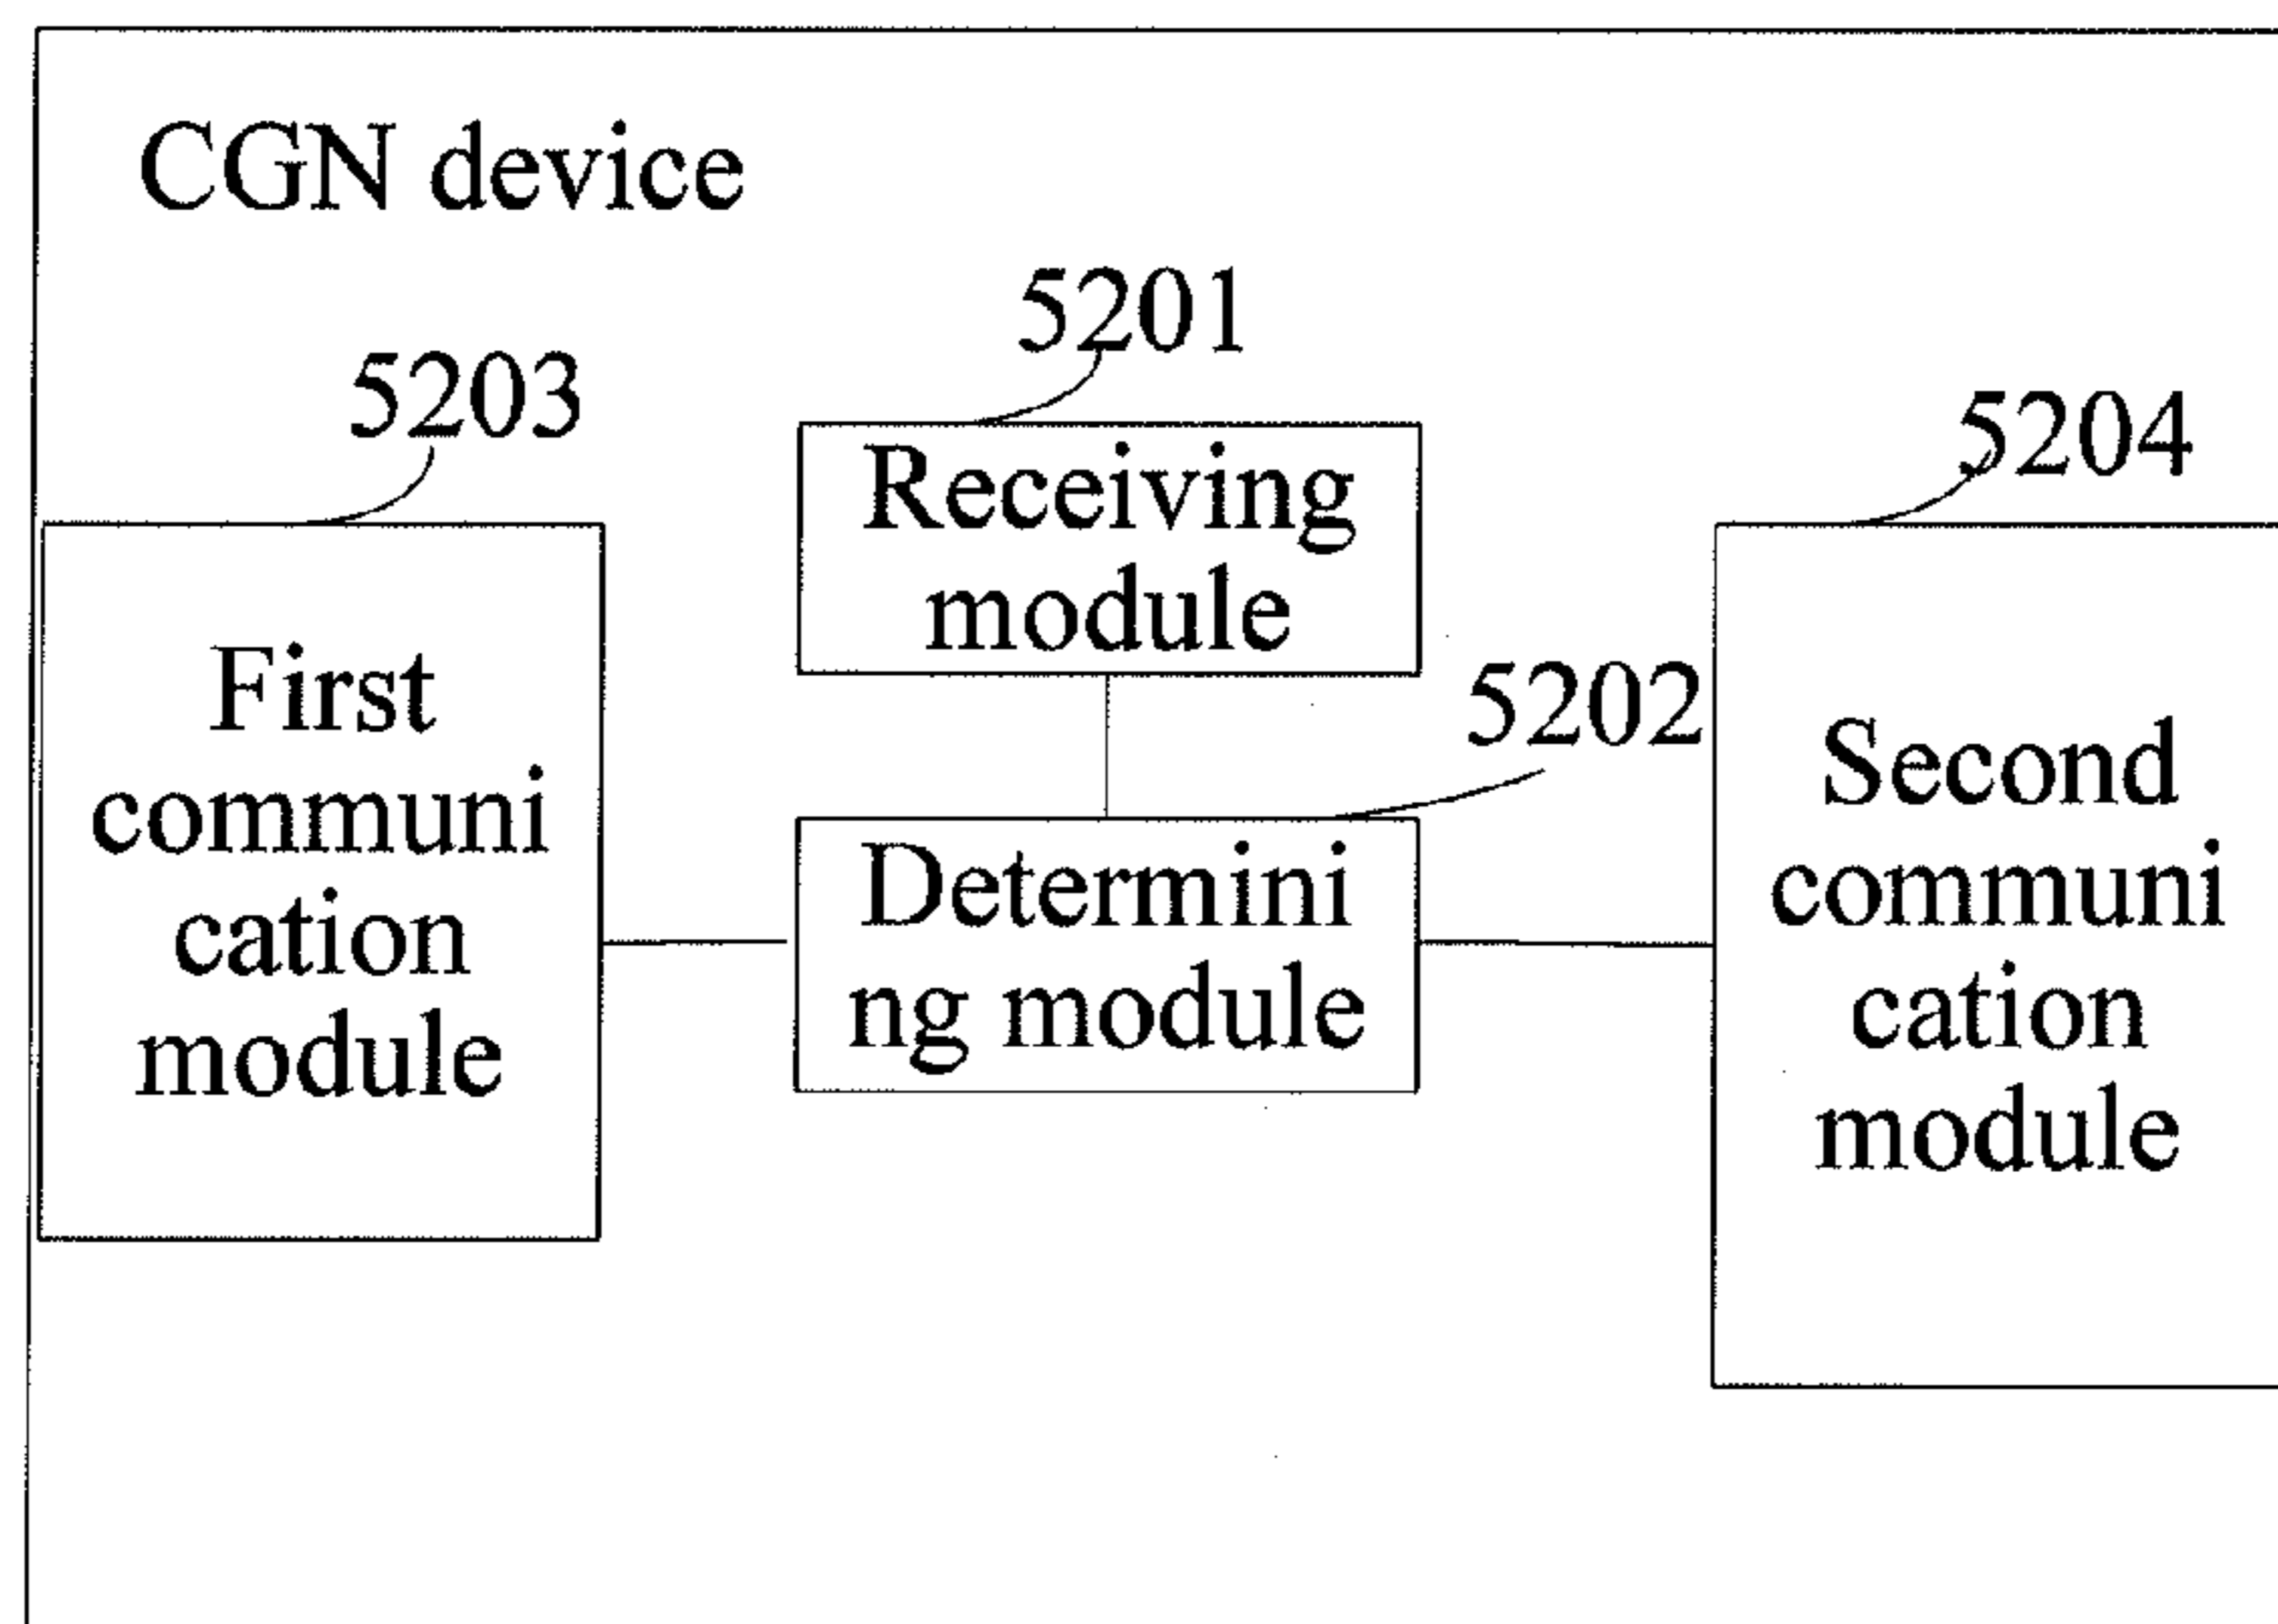 CGN device
5201
5203
5204
Receiving
module
5202
First
communi
cation
module
Determini
ng module
Second
communi
cation
module